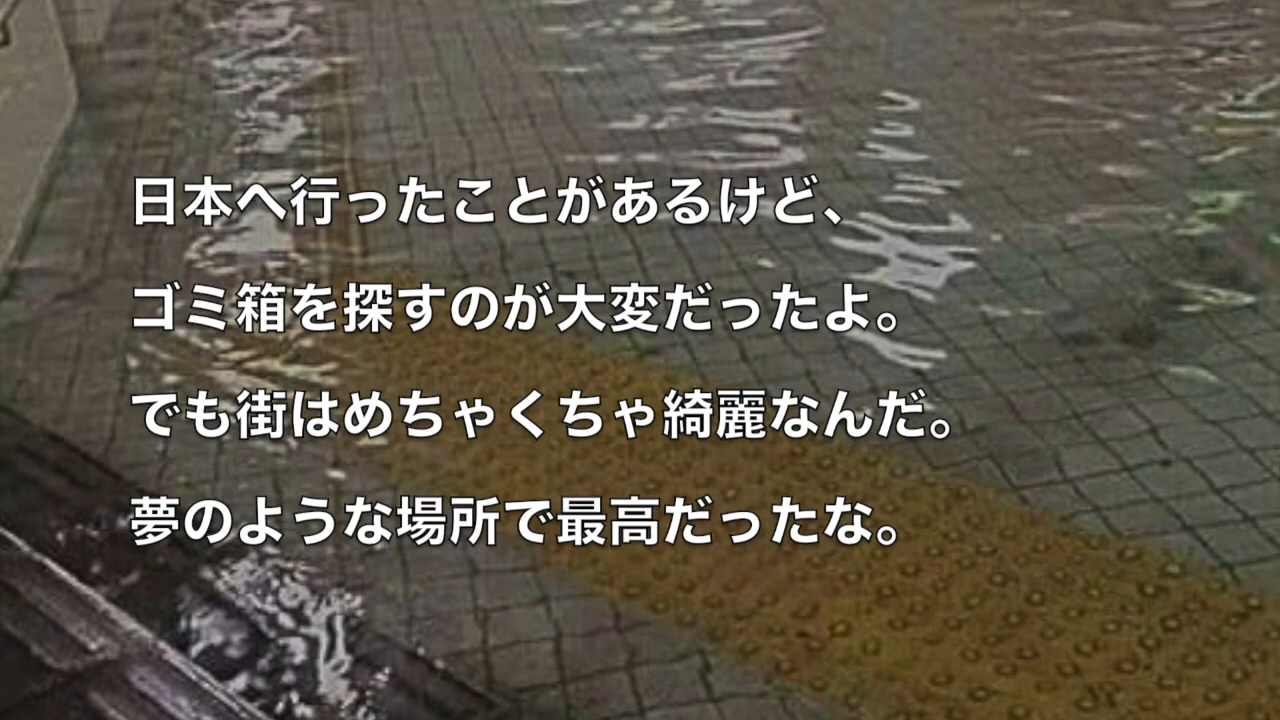 日本へ行ったことがあるけど、
ゴミ箱を探すのが大変だったよ。
でも街はめちゃくちゃ綺麗なんだ。
夢のような場所で最高だったな。